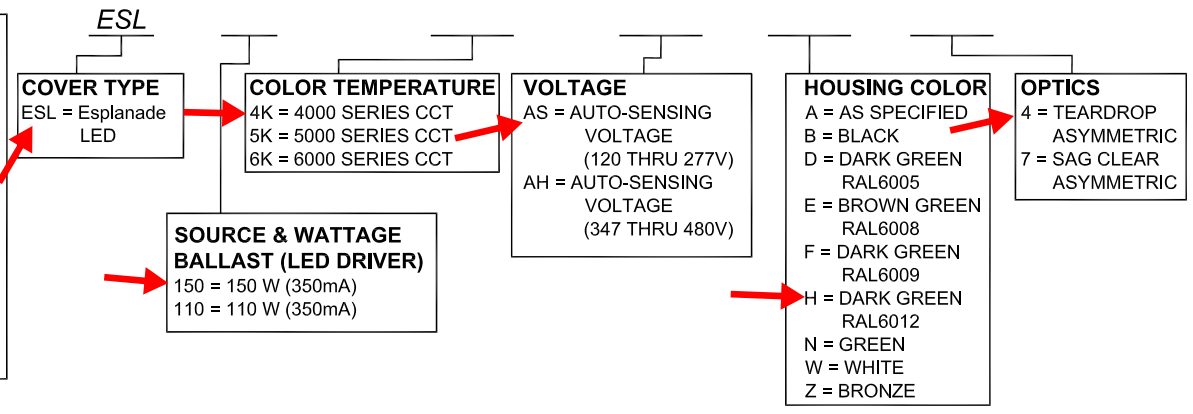 ESL
COVER TYPE
ESL = Esplanade
LED
COLOR TEMPERATURE
4K = 4000 SERIES CCT
5K = 5000 SERIES CCT
6K = 6000 SERIES CCT
SOURCE & WATTAGE
BALLAST (LED DRIVER)
150 = 150 W (350mA)
110 = 110 W (350mA)
VOLTAGE
AS = AUTO-SENSING
VOLTAGE
(120 THRU 277V)
AH = AUTO-SENSING
VOLTAGE
(347 THRU 480V)
HOUSING COLOR
A = AS SPECIFIED
B = BLACK
D = DARK GREEN
RAL6005
E = BROWN GREEN
RAL6008
F = DARK GREEN
RAL6009
H = DARK GREEN
RAL6012
N = GREEN
W = WHITE
Z = BRONZE
OPTICS
4 = TEARDROP
ASYMMETRIC
7 = SAG CLEAR
ASYMMETRIC